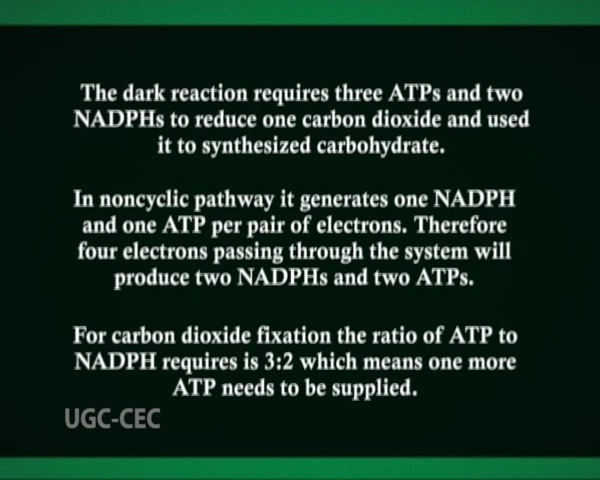 The dark reaction requires three ATPs and two
NADPHs to reduce one carbon dioxide and used
it to synthesized carbohydrate.
In noncyclic pathway it generates one NADPH
and one ATP per pair of electrons. Therefore
four electrons passing through the system will
produce two NADPHs and two ATPs.
For carbon dioxide fixation the ratio of ATP to
NADPH requires is 3:2 which means one more
ATP needs to be supplied.
UGC-CEC